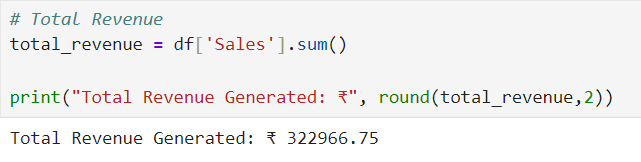 # Total Revenue
total_revenue = df['Sales'].sum()
print("Total Revenue Generated: ₹", round(total_revenue,2))
Total Revenue Generated: ₹ 322966.75